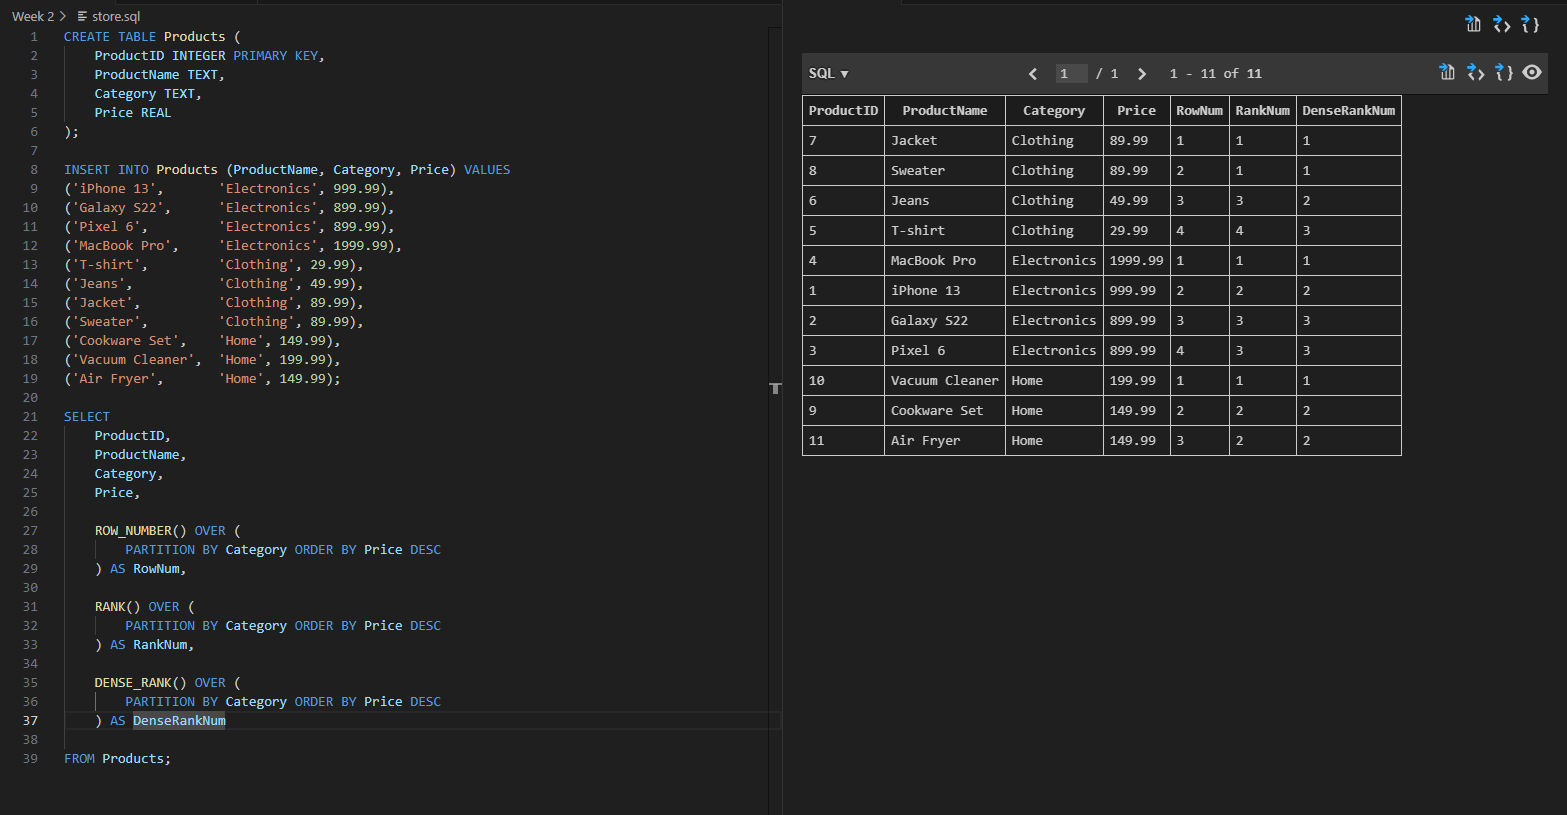 Week 2 > store.sql
1 CREATE TABLE Products (
2     ProductID INTEGER PRIMARY KEY,
3     ProductName TEXT,
4     Category TEXT,
5     Price REAL
6 );
7
8 INSERT INTO Products (ProductName, Category, Price) VALUES
9 ('iPhone 13',       'Electronics', 999.99),
10 ('Galaxy S22',      'Electronics', 899.99),
11 ('Pixel 6',         'Electronics', 899.99),
12 ('MacBook Pro',     'Electronics', 1999.99),
13 ('T-shirt',         'Clothing', 29.99),
14 ('Jeans',           'Clothing', 49.99),
15 ('Jacket',          'Clothing', 89.99),
16 ('Sweater',         'Clothing', 89.99),
17 ('Cookware Set',    'Home', 149.99),
18 ('Vacuum Cleaner',  'Home', 199.99),
19 ('Air Fryer',       'Home', 149.99);
20
21 SELECT
22     ProductID,
23     ProductName,
24     Category,
25     Price,
26
27     ROW_NUMBER() OVER (
28         PARTITION BY Category ORDER BY Price DESC
29     ) AS RowNum,
30
31     RANK() OVER (
32         PARTITION BY Category ORDER BY Price DESC
33     ) AS RankNum,
34
35     DENSE_RANK() OVER (
36         PARTITION BY Category ORDER BY Price DESC
37     ) AS DenseRankNum
38
39 FROM Products;
SQL ▼ < 1 / 1 > 1 - 11 of 11
ProductID ProductName Category Price RowNum RankNum DenseRankNum
7 Jacket Clothing 89.99 1 1 1
8 Sweater Clothing 89.99 2 1 1
6 Jeans Clothing 49.99 3 3 2
5 T-shirt Clothing 29.99 4 4 3
4 MacBook Pro Electronics 1999.99 1 1 1
1 iPhone 13 Electronics 999.99 2 2 2
2 Galaxy S22 Electronics 899.99 3 3 3
3 Pixel 6 Electronics 899.99 4 3 3
10 Vacuum Cleaner Home 199.99 1 1 1
9 Cookware Set Home 149.99 2 2 2
11 Air Fryer Home 149.99 3 2 2